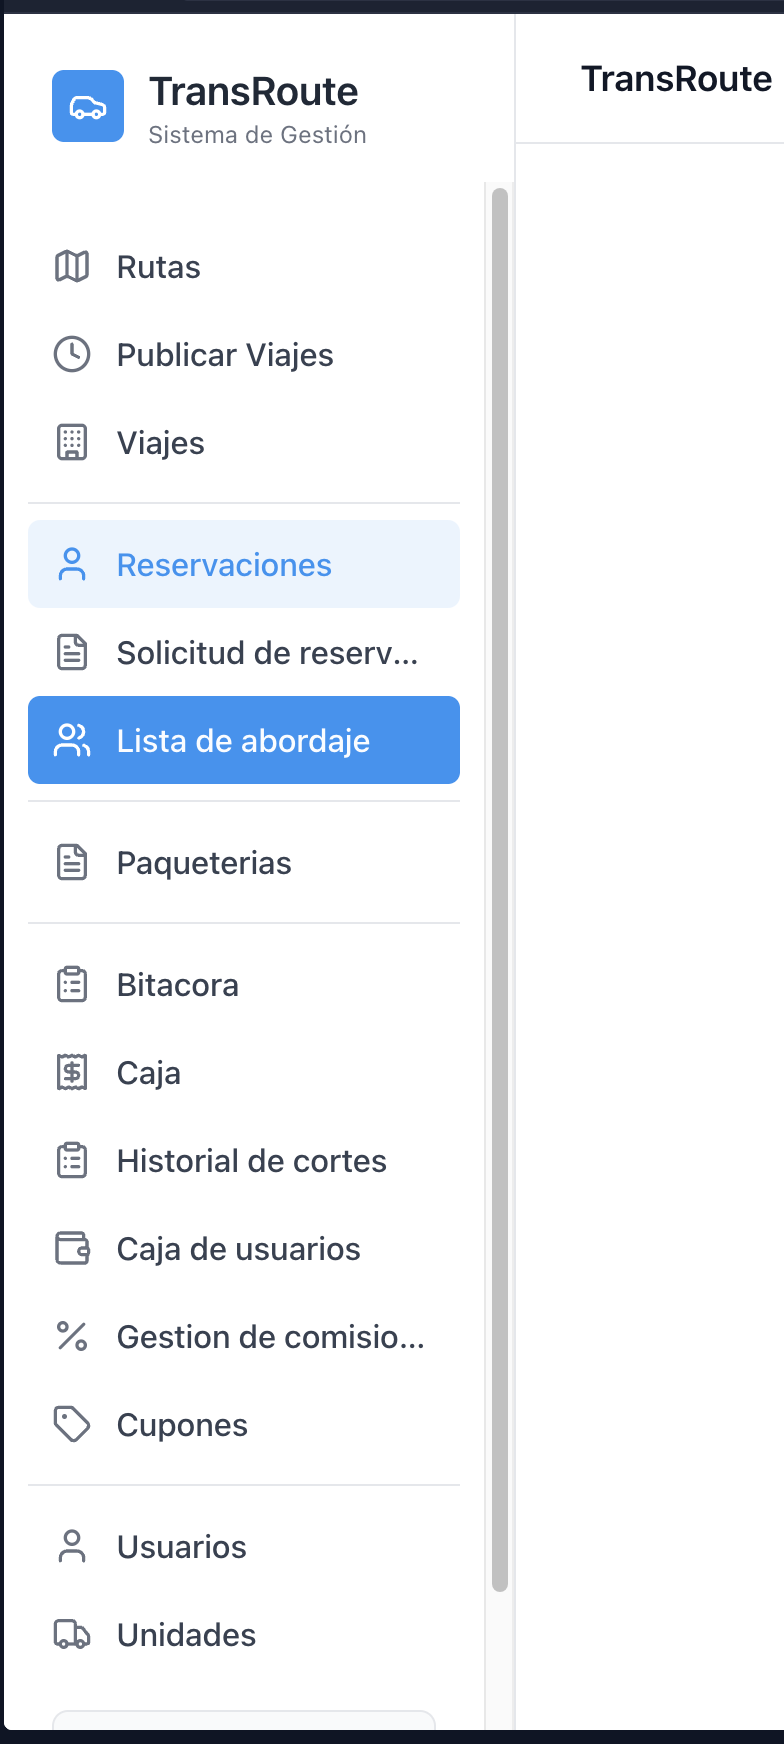 TransRoute
Sistema de Gestión
TransRoute
Rutas
Publicar Viajes
Viajes
Reservaciones
Solicitud de reserv...
Lista de abordaje
Paqueterias
Bitacora
Caja
Historial de cortes
Caja de usuarios
Gestion de comisio...
Cupones
Usuarios
Unidades